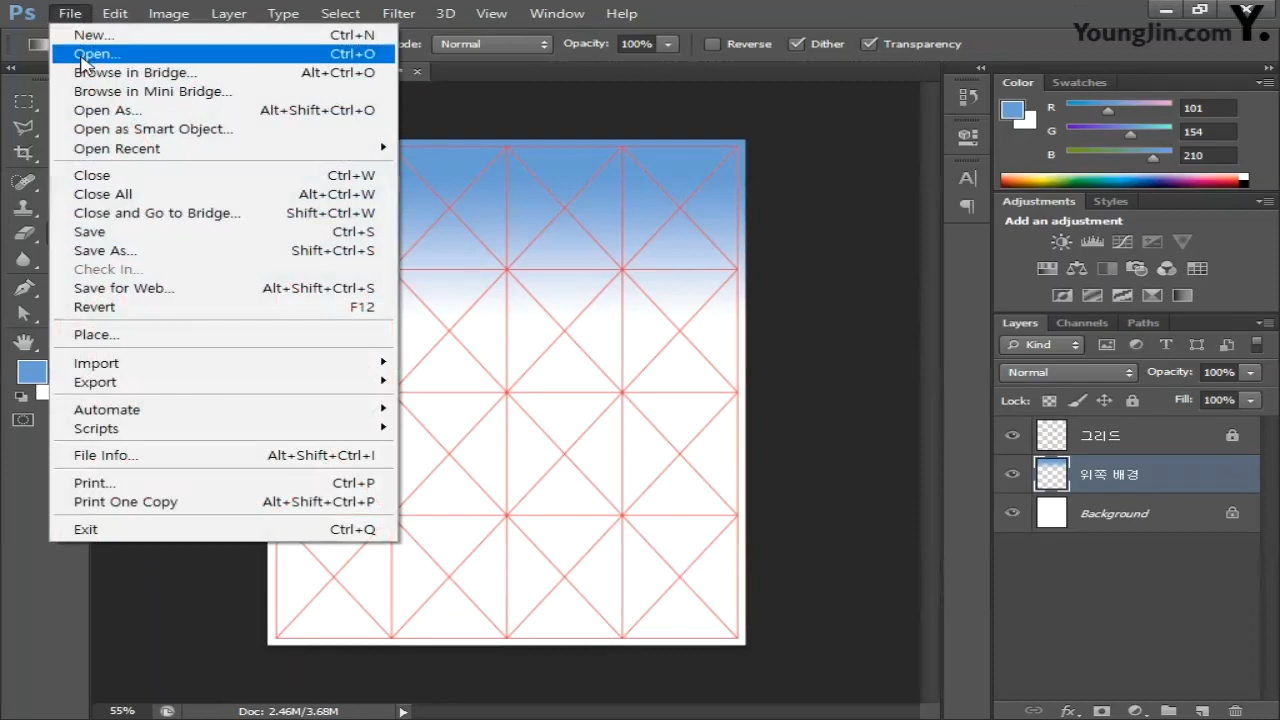 Ps File Edit Image Layer Type Select Filter 3D View Window Help
YoungJin.com Y.
Normal Opacity: 100% Reverse Dither Transparency
New... Ctrl+N
Open... Ctrl+O
Browse in Bridge... Alt+Ctrl+O
Browse in Mini Bridge...
Open As... Alt+Shift+Ctrl+O
Open as Smart Object...
Open Recent
Close Ctrl+W
Close All Alt+Ctrl+W
Close and Go to Bridge... Shift+Ctrl+W
Save Ctrl+S
Save As... Shift+Ctrl+S
Check In...
Save for Web... Alt+Shift+Ctrl+S
Revert F12
Place...
Import
Export
Automate
Scripts
File Info... Alt+Shift+Ctrl+I
Print... Ctrl+P
Print One Copy Alt+Shift+Ctrl+P
Exit Ctrl+Q
Color Swatches
R 101
G 154
B 210
Adjustments Styles
Add an adjustment
Layers Channels Paths
Kind
Normal Opacity: 100%
Lock: Fill: 100%
그리드
위쪽 배경
Background
55% Doc: 2.46M/3.68M